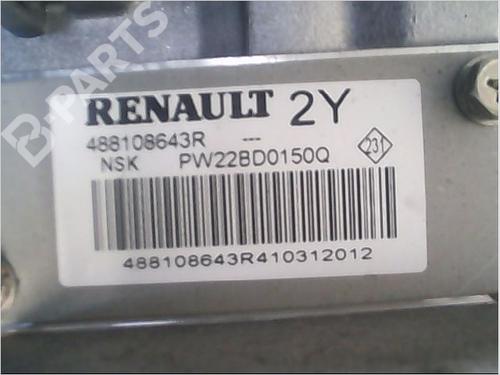 B-PARTS
RENAULT 2Y
488108643R ---
NSK PW22BD0150Q 231
488108643R410312012